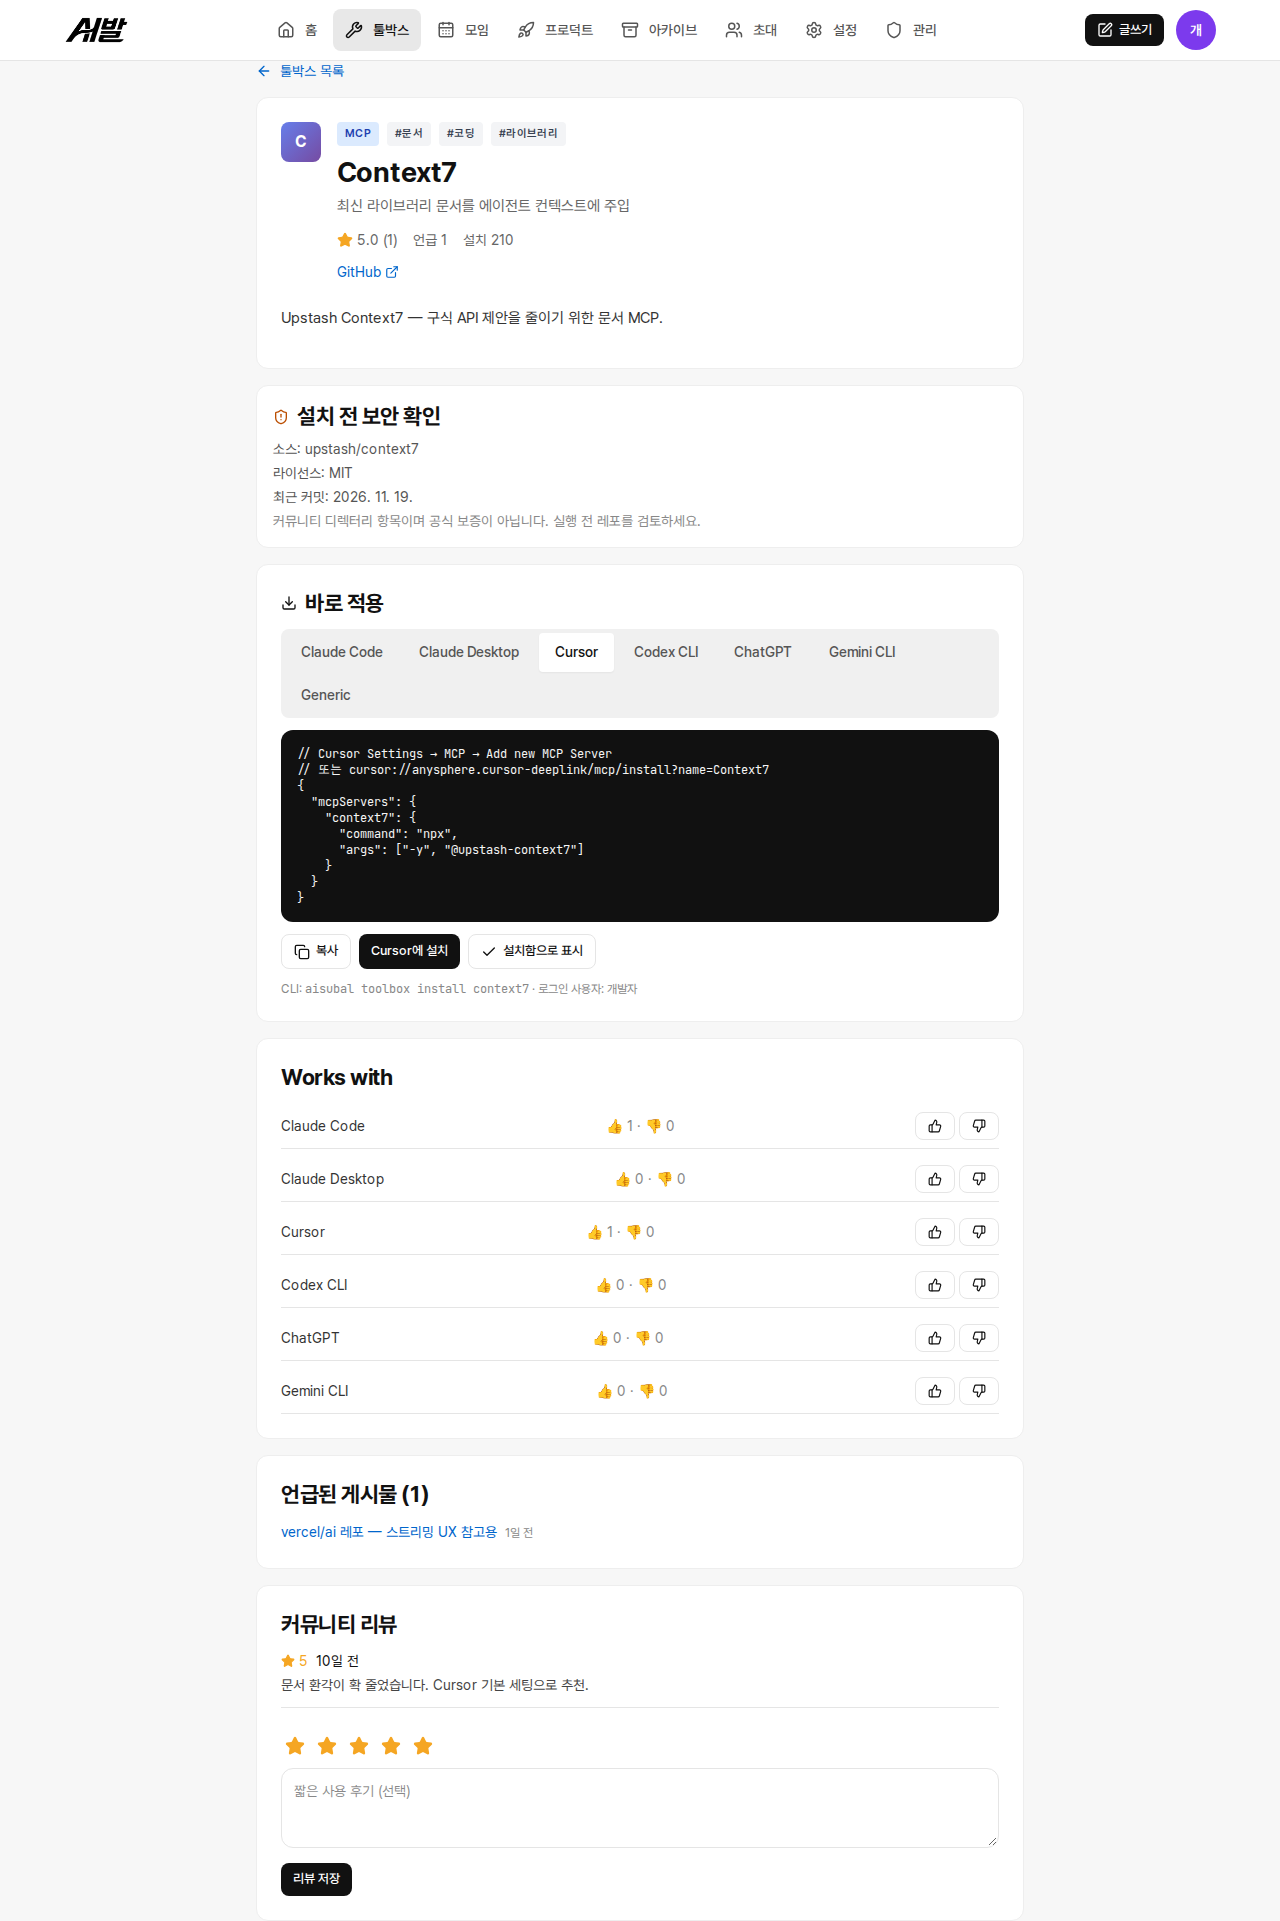 AI발
홈
툴박스
모임
프로덕트
아카이브
초대
설정
관리
글쓰기
개
툴박스 목록
C
MCP
#문서
#코딩
#라이브러리
Context7
최신 라이브러리 문서를 에이전트 컨텍스트에 주입
5.0 (1) 언급 1 설치 210
GitHub
Upstash Context7 — 구식 API 제안을 줄이기 위한 문서 MCP.
설치 전 보안 확인
소스: upstash/context7
라이선스: MIT
최근 커밋: 2026. 11. 19.
커뮤니티 디렉터리 항목이며 공식 보증이 아닙니다. 실행 전 레포를 검토하세요.
바로 적용
Claude Code
Claude Desktop
Cursor
Codex CLI
ChatGPT
Gemini CLI
Generic
// Cursor Settings → MCP → Add new MCP Server
// 또는 cursor://anysphere.cursor-deeplink/mcp/install?name=Context7
{
  "mcpServers": {
    "context7": {
      "command": "npx",
      "args": ["-y", "@upstash-context7"]
    }
  }
}
복사
Cursor에 설치
설치함으로 표시
CLI: aisubal toolbox install context7 · 로그인 사용자: 개발자
Works with
Claude Code 👍 1 · 👎 0
Claude Desktop 👍 0 · 👎 0
Cursor 👍 1 · 👎 0
Codex CLI 👍 0 · 👎 0
ChatGPT 👍 0 · 👎 0
Gemini CLI 👍 0 · 👎 0
언급된 게시물 (1)
vercel/ai 레포 — 스트리밍 UX 참고용 1일 전
커뮤니티 리뷰
5 10일 전
문서 환각이 확 줄었습니다. Cursor 기본 세팅으로 추천.
짧은 사용 후기 (선택)
리뷰 저장